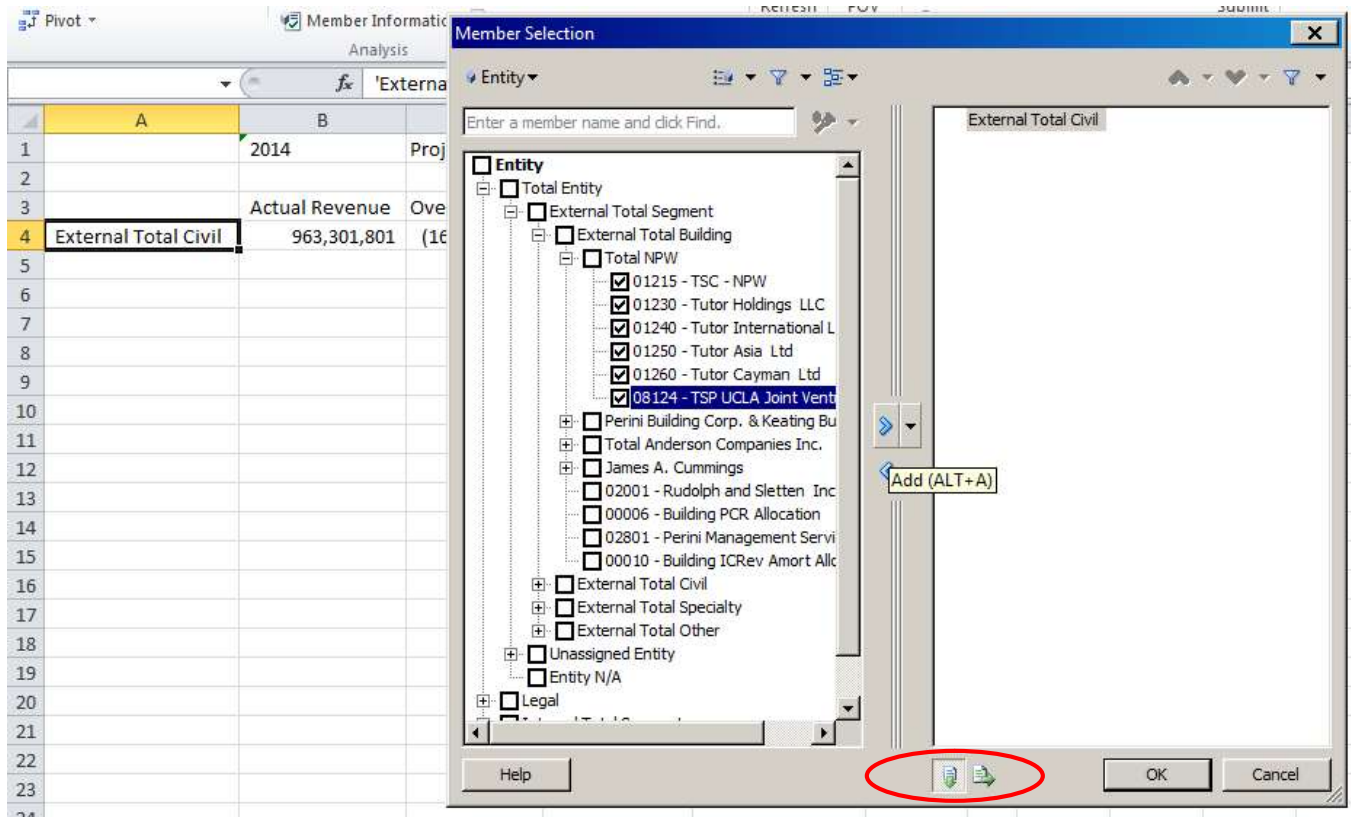 Pivot
Member Informatic
Refresh POV Submit
Analysis
Member Selection
fx 'Externa
Entity
Enter a member name and click Find.
External Total Civil
A B
1 2014 Proj
2
3 Actual Revenue Ove
4 External Total Civil 963,301,801 (16
5
6
7
8
9
10
11
12
13
14
15
16
17
18
19
20
21
22
23
24
Entity
Total Entity
External Total Segment
External Total Building
Total NPW
01215 - TSC - NPW
01230 - Tutor Holdings LLC
01240 - Tutor International L
01250 - Tutor Asia Ltd
01260 - Tutor Cayman Ltd
08124 - TSP UCLA Joint Vent
Perini Building Corp. & Keating Bu
Total Anderson Companies Inc.
James A. Cummings
02001 - Rudolph and Sletten Inc
00006 - Building PCR Allocation
02801 - Perini Management Servi
00010 - Building ICRev Amort Allc
External Total Civil
External Total Specialty
External Total Other
Unassigned Entity
Entity N/A
Legal
Add (ALT+A)
Help
OK
Cancel